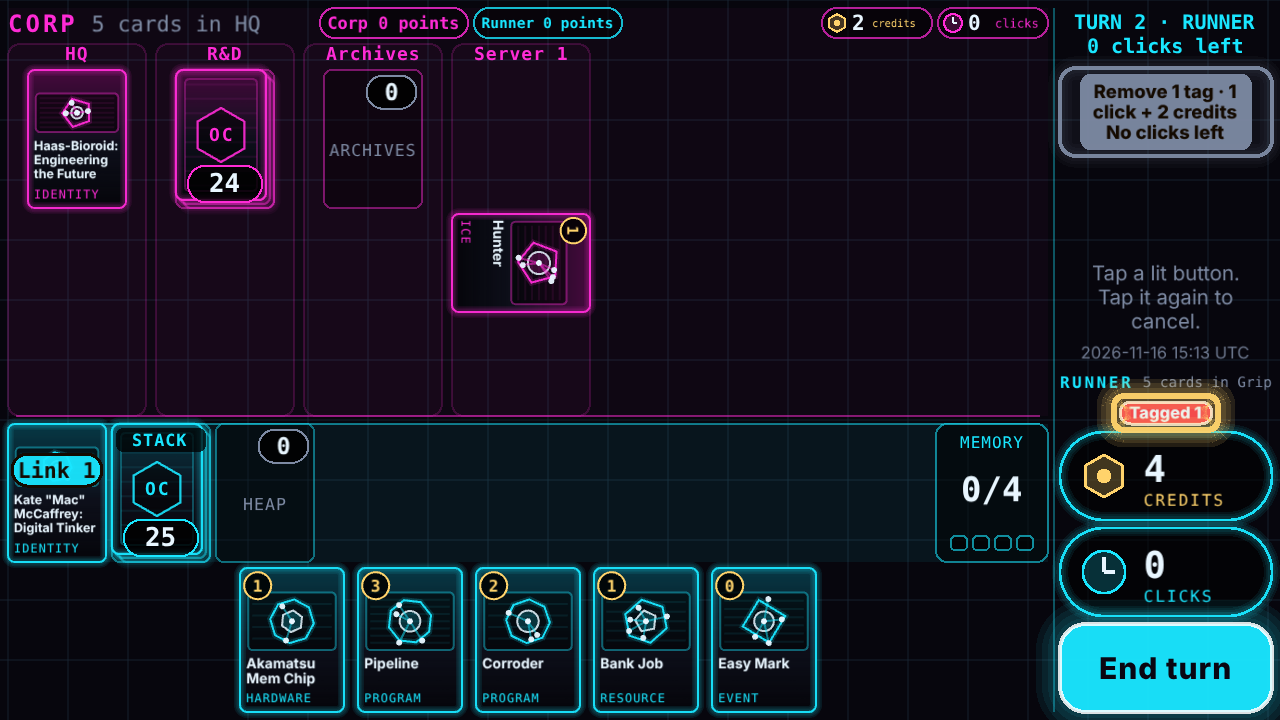 CORP 5 cards in HQ
Corp 0 points
Runner 0 points
2 credits
0 clicks
TURN 2 · RUNNER
0 clicks left
HQ
R&D
Archives
Server 1
Haas-Bioroid:
Engineering
the Future
IDENTITY
OC
24
0
ARCHIVES
Hunter
ICE
1
Remove 1 tag · 1
click + 2 credits
No clicks left
Tap a lit button.
Tap it again to
cancel.
2026-11-16 15:13 UTC
RUNNER 5 cards in Grip
Tagged 1
4
CREDITS
0
CLICKS
End turn
Link 1
Kate "Mac"
McCaffrey:
Digital Tinker
IDENTITY
STACK
OC
25
0
HEAP
MEMORY
0/4
1
Akamatsu
Mem Chip
HARDWARE
3
Pipeline
PROGRAM
2
Corroder
PROGRAM
1
Bank Job
RESOURCE
0
Easy Mark
EVENT